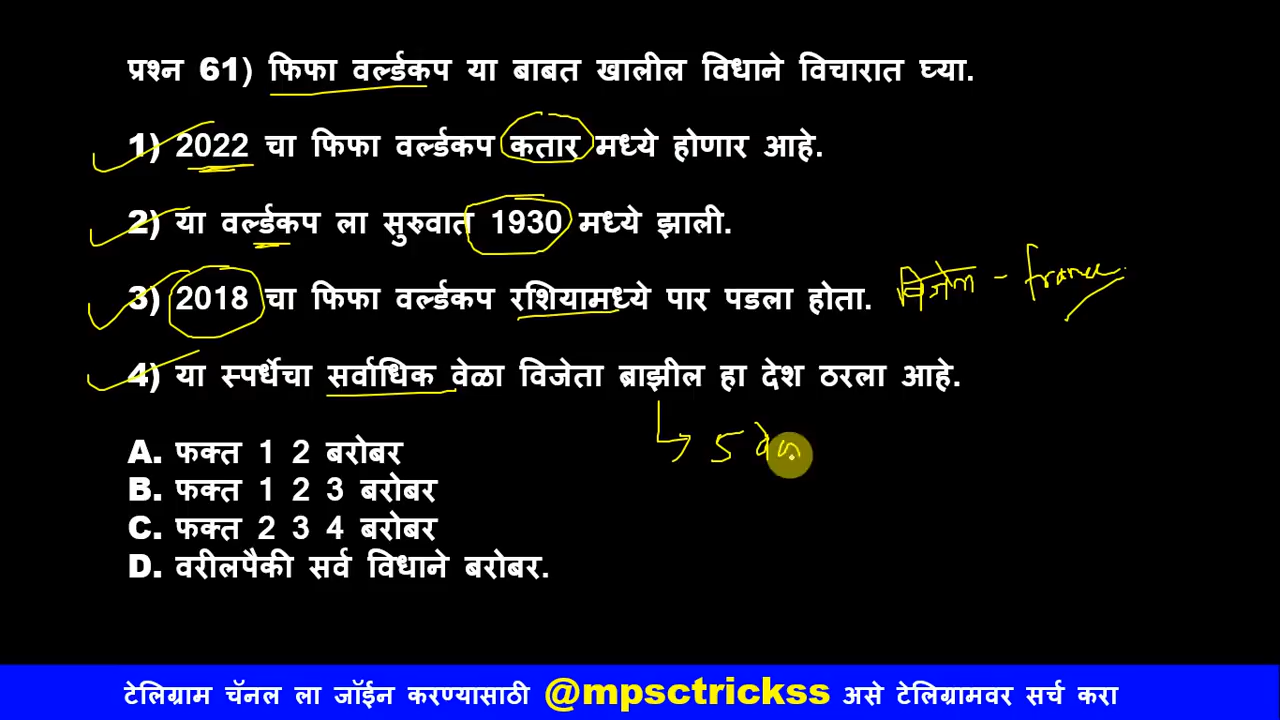 प्रश्न 61) फिफा वर्ल्डकप या बाबत खालील विधाने विचारात घ्या.
1) 2022 चा फिफा वर्ल्डकप कतार मध्ये होणार आहे.
2) या वर्ल्डकप ला सुरुवात 1930 मध्ये झाली.
3) 2018 चा फिफा वर्ल्डकप रशियामध्ये पार पडला होता. विजेता - france
4) या स्पर्धेचा सर्वाधिक वेळा विजेता ब्राझील हा देश ठरला आहे.
5
A. फक्त 1 2 बरोबर
B. फक्त 1 2 3 बरोबर
C. फक्त 2 3 4 बरोबर
D. वरीलपैकी सर्व विधाने बरोबर.
टेलिग्राम चॅनल ला जॉईन करण्यासाठी @mpsctrickss असे टेलिग्रामवर सर्च करा